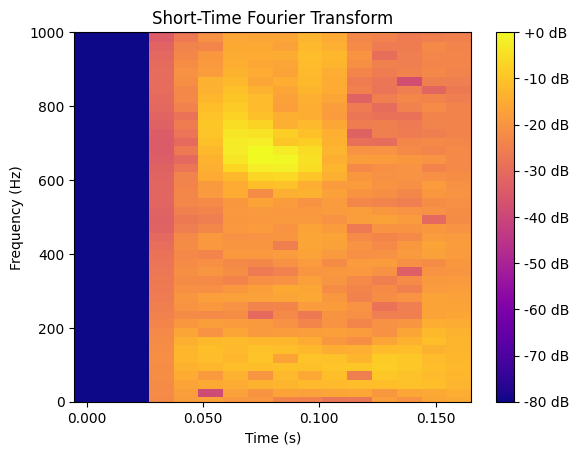 Short-Time Fourier Transform
1000
800
600
400
200
0
Frequency (Hz)
0.000
0.050
0.100
0.150
Time (s)
+0 dB
-10 dB
-20 dB
-30 dB
-40 dB
-50 dB
-60 dB
-70 dB
-80 dB